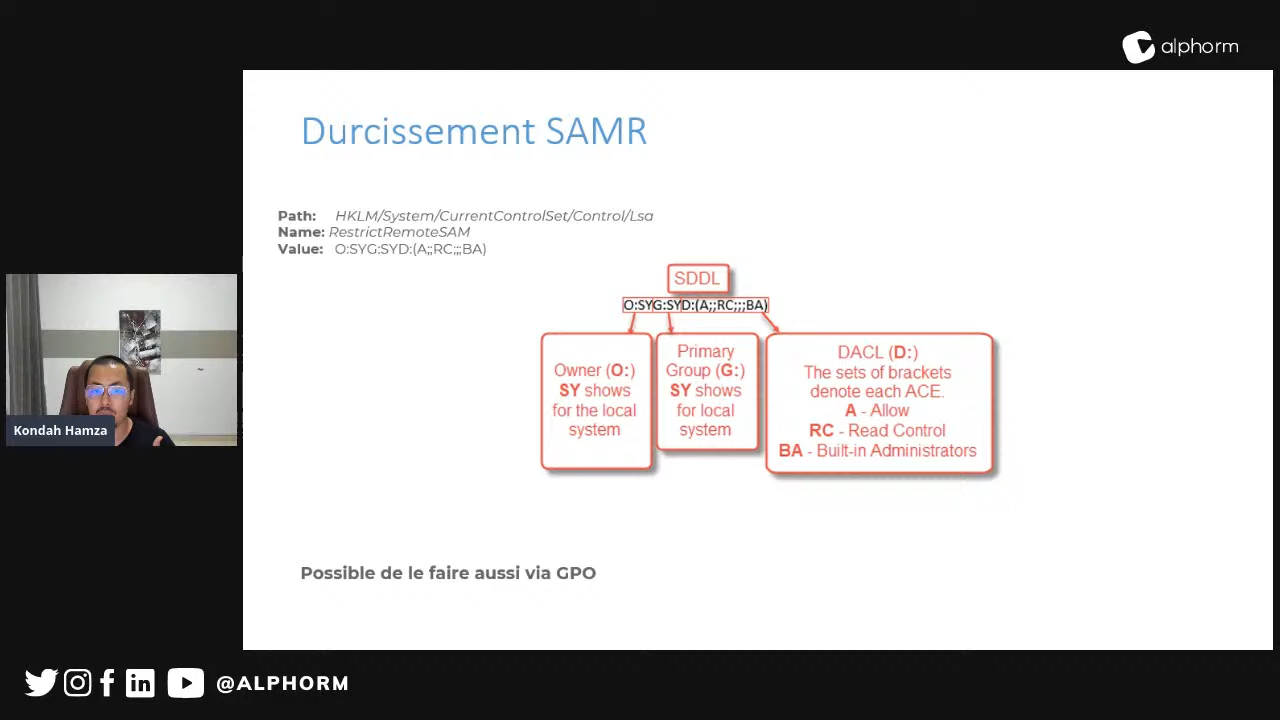 alphorm
Durcissement SAMR
Path: HKLM/System/CurrentControlSet/Control/Lsa
Name: RestrictRemoteSAM
Value: O:SYG:SYD:(A;;RC;;;BA)
SDDL
O:SYG:SYD:(A;;RC;;;BA)
Owner (O:)
SY shows
for the local
system
Primary
Group (G:)
SY shows
for local
system
DACL (D:)
The sets of brackets
denote each ACE.
A - Allow
RC - Read Control
BA - Built-in Administrators
Kondah Hamza
Possible de le faire aussi via GPO
@ALPHORM